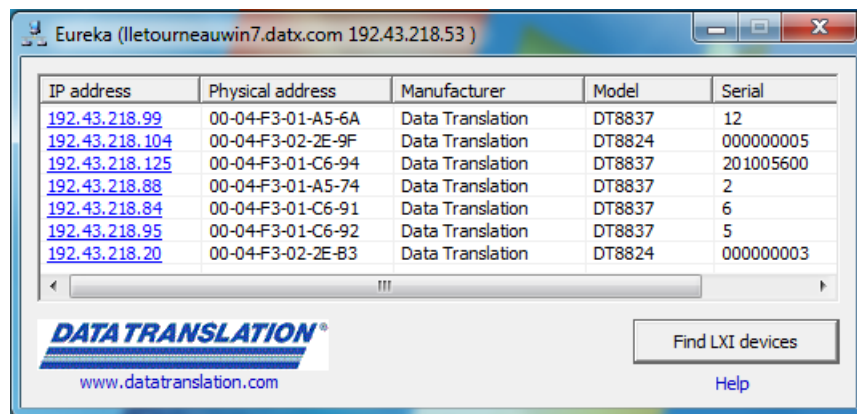 Eureka (lletourneauwin7.datx.com 192.43.218.53 )
IP address Physical address Manufacturer Model Serial
192.43.218.99 00-04-F3-01-A5-6A Data Translation DT8837 12
192.43.218.104 00-04-F3-02-2E-9F Data Translation DT8824 000000005
192.43.218.125 00-04-F3-01-C6-94 Data Translation DT8837 201005600
192.43.218.88 00-04-F3-01-A5-74 Data Translation DT8837 2
192.43.218.84 00-04-F3-01-C6-91 Data Translation DT8837 6
192.43.218.95 00-04-F3-01-C6-92 Data Translation DT8837 5
192.43.218.20 00-04-F3-02-2E-B3 Data Translation DT8824 000000003
DATA TRANSLATION®
Find LXI devices
www.datatranslation.com
Help